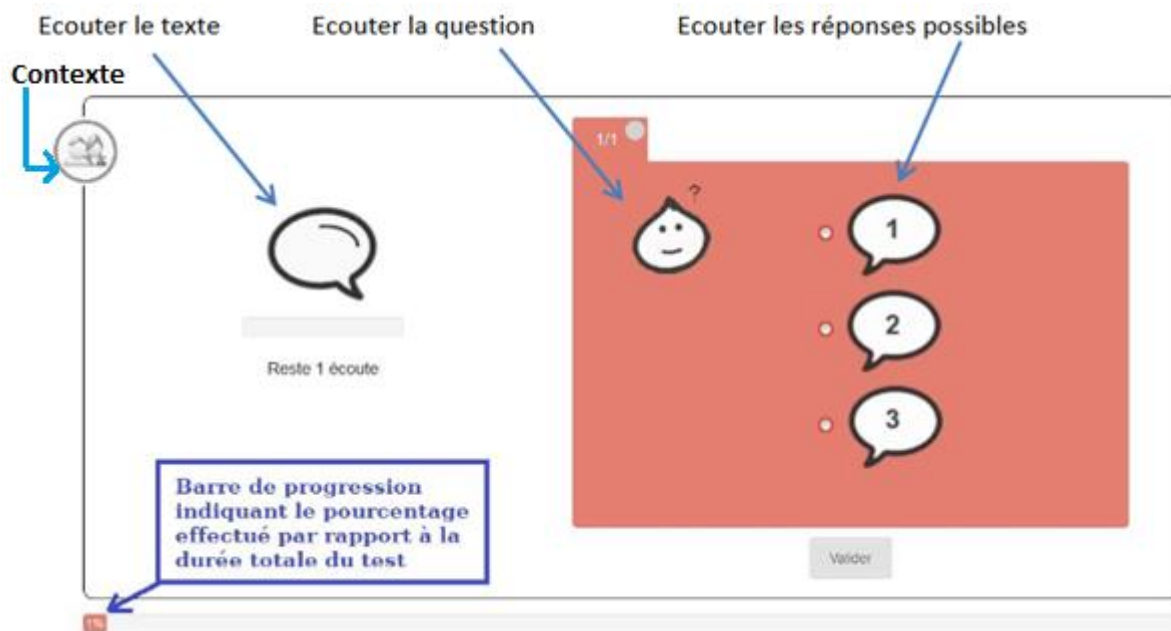 Ecouter le texte
Ecouter la question
Ecouter les réponses possibles
Contexte
1/1
?
1
2
3
Reste 1 écoute
Barre de progression
indiquant le pourcentage
effectué par rapport à la
durée totale du test
Valider
1%